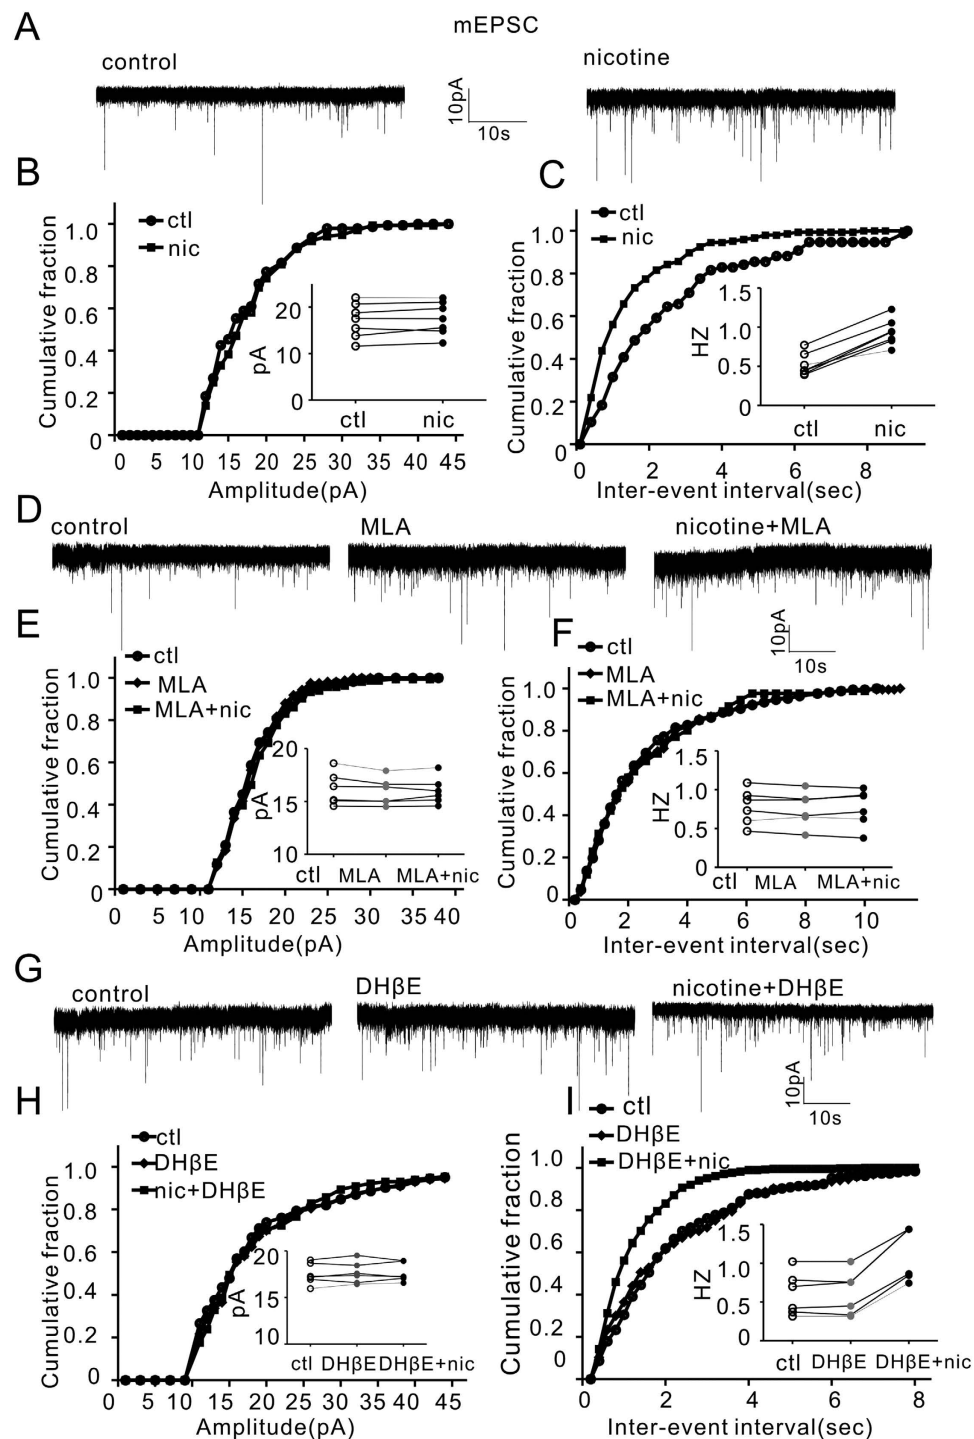 A
mEPSC
control
nicotine
10pA
10s
B
ctl
nic
Cumulative fraction
1.0
0.8
0.6
0.4
0.2
0
0 5 10 15 20 25 30 35 40 45
Amplitude(pA)
20
10
0
pA
ctl nic
C
ctl
nic
Cumulative fraction
1.0
0.8
0.6
0.4
0.2
0
0 2 4 6 8
Inter-event interval(sec)
1.5
1.0
0.5
0
HZ
ctl nic
D
control
MLA
nicotine+MLA
10pA
10s
E
ctl
MLA
MLA+nic
Cumulative fraction
1.0
0.8
0.6
0.4
0.2
0
0 5 10 15 20 25 30 35 40
Amplitude(pA)
20
15
10
pA
ctl MLA MLA+nic
F
ctl
MLA
MLA+nic
Cumulative fraction
1.0
0.8
0.6
0.4
0.2
0
0 2 4 6 8 10
Inter-event interval(sec)
1.5
1.0
0.5
0
HZ
ctl MLA MLA+nic
G
control
DHβE
nicotine+DHβE
10pA
10s
H
ctl
DHβE
nic+DHβE
Cumulative fraction
1.0
0.8
0.6
0.4
0.2
0
0 5 10 15 20 25 30 35 40 45
Amplitude(pA)
20
15
10
pA
ctl DHβE DHβE+nic
I
ctl
DHβE
DHβE+nic
Cumulative fraction
1.0
0.8
0.6
0.4
0.2
0
0 2 4 6 8
Inter-event interval(sec)
1.5
1.0
0.5
0
HZ
ctl DHβE DHβE+nic